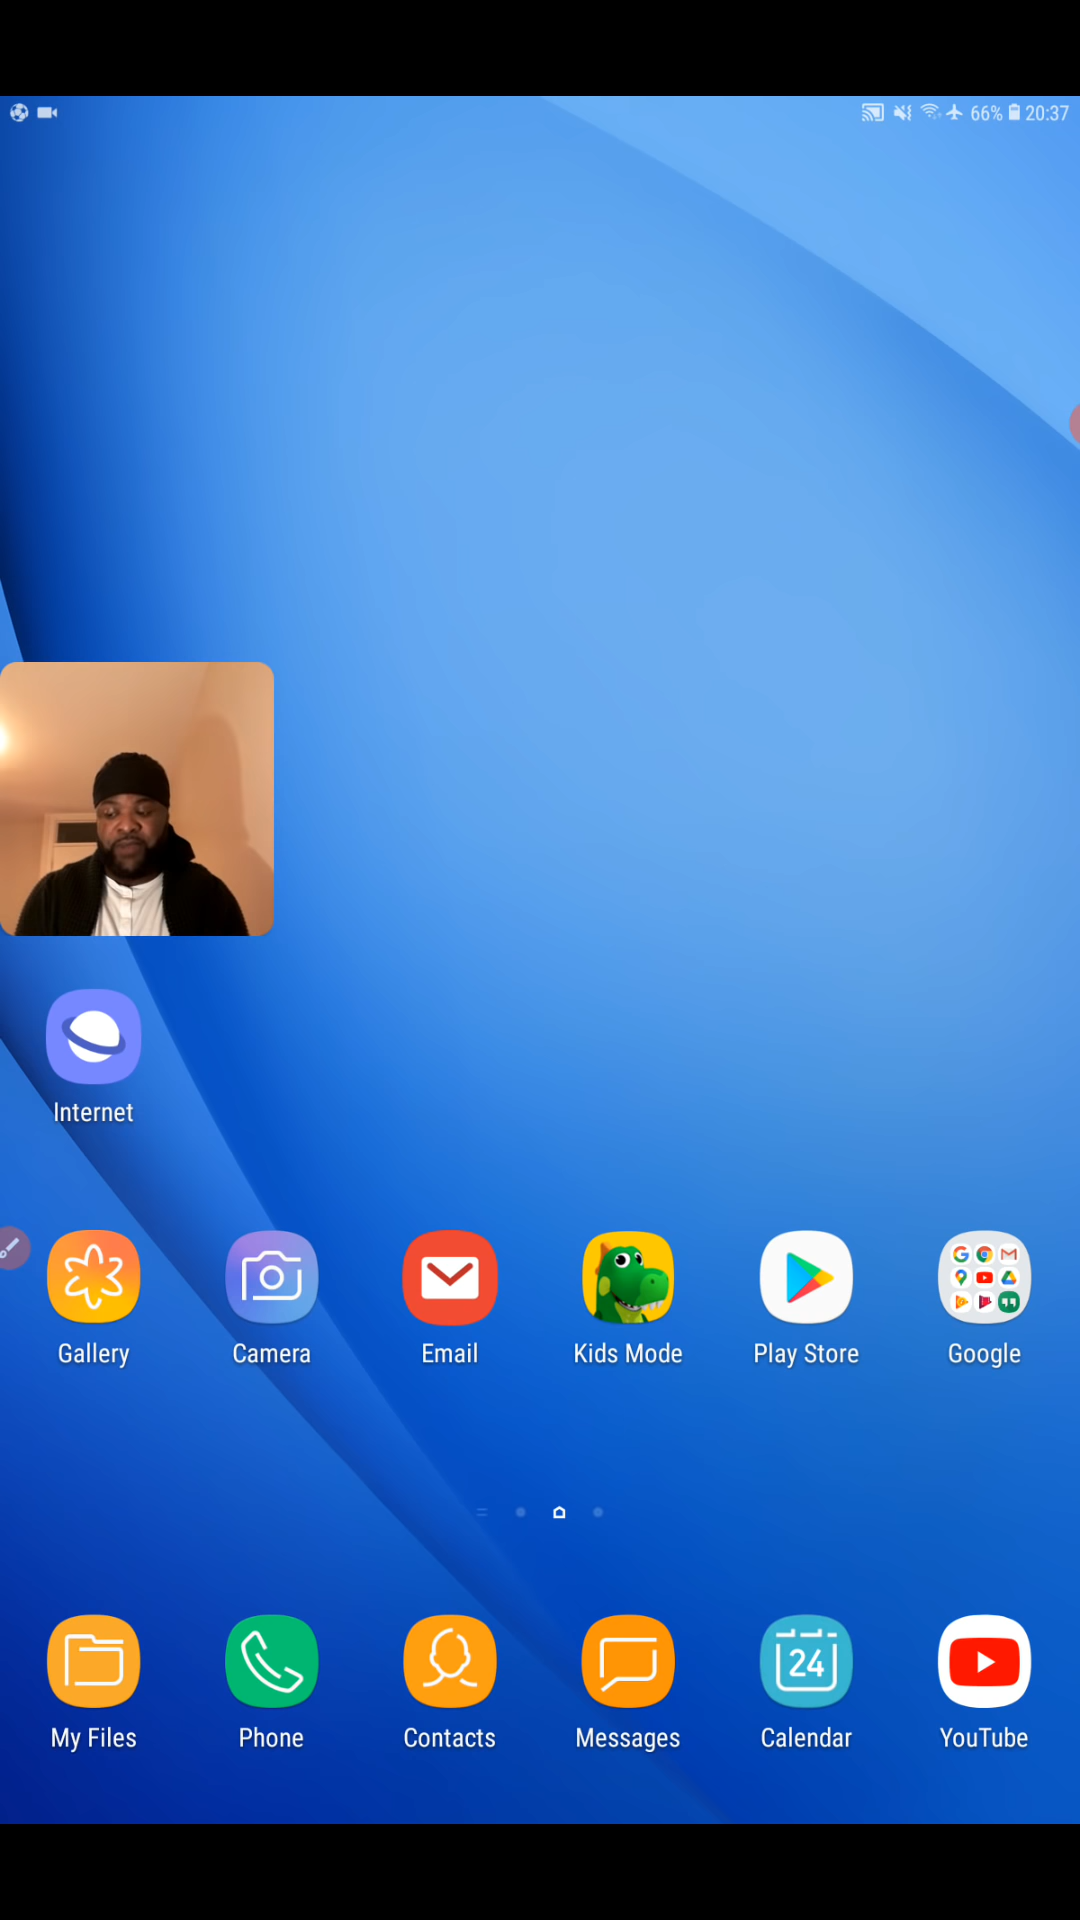 66% 20:37
Internet
Gallery Camera Email Kids Mode Play Store Google
24
My Files Phone Contacts Messages Calendar YouTube